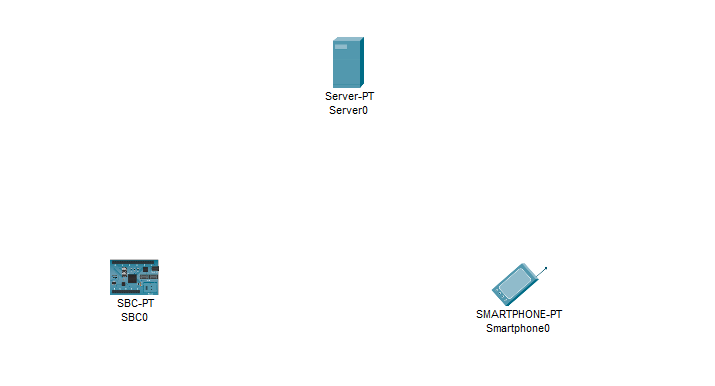 Server-PT
Server0
SBC-PT
SBC0
SMARTPHONE-PT
Smartphone0